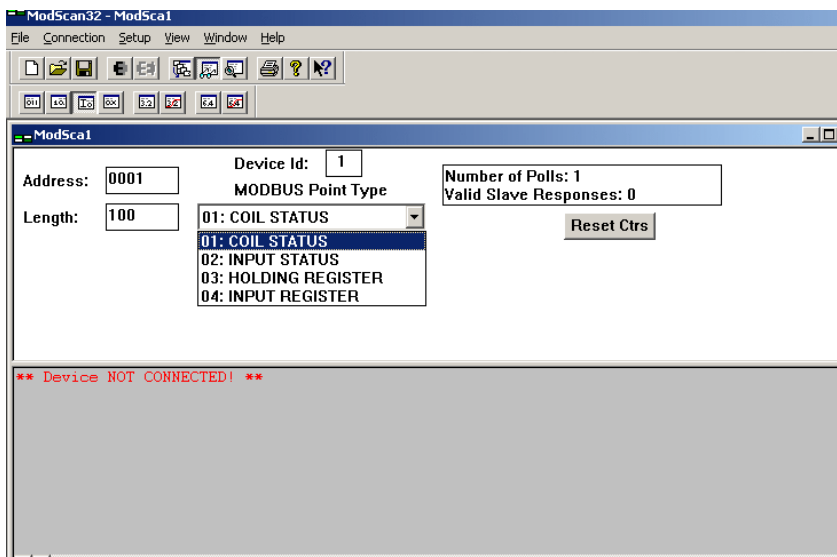 ModScan32 - ModSca1
File Connection Setup View Window Help
ModSca1
Address: 0001
Device Id: 1
MODBUS Point Type
Length: 100
01: COIL STATUS
01: COIL STATUS
02: INPUT STATUS
03: HOLDING REGISTER
04: INPUT REGISTER
Number of Polls: 1
Valid Slave Responses: 0
Reset Ctrs
** Device NOT CONNECTED! **